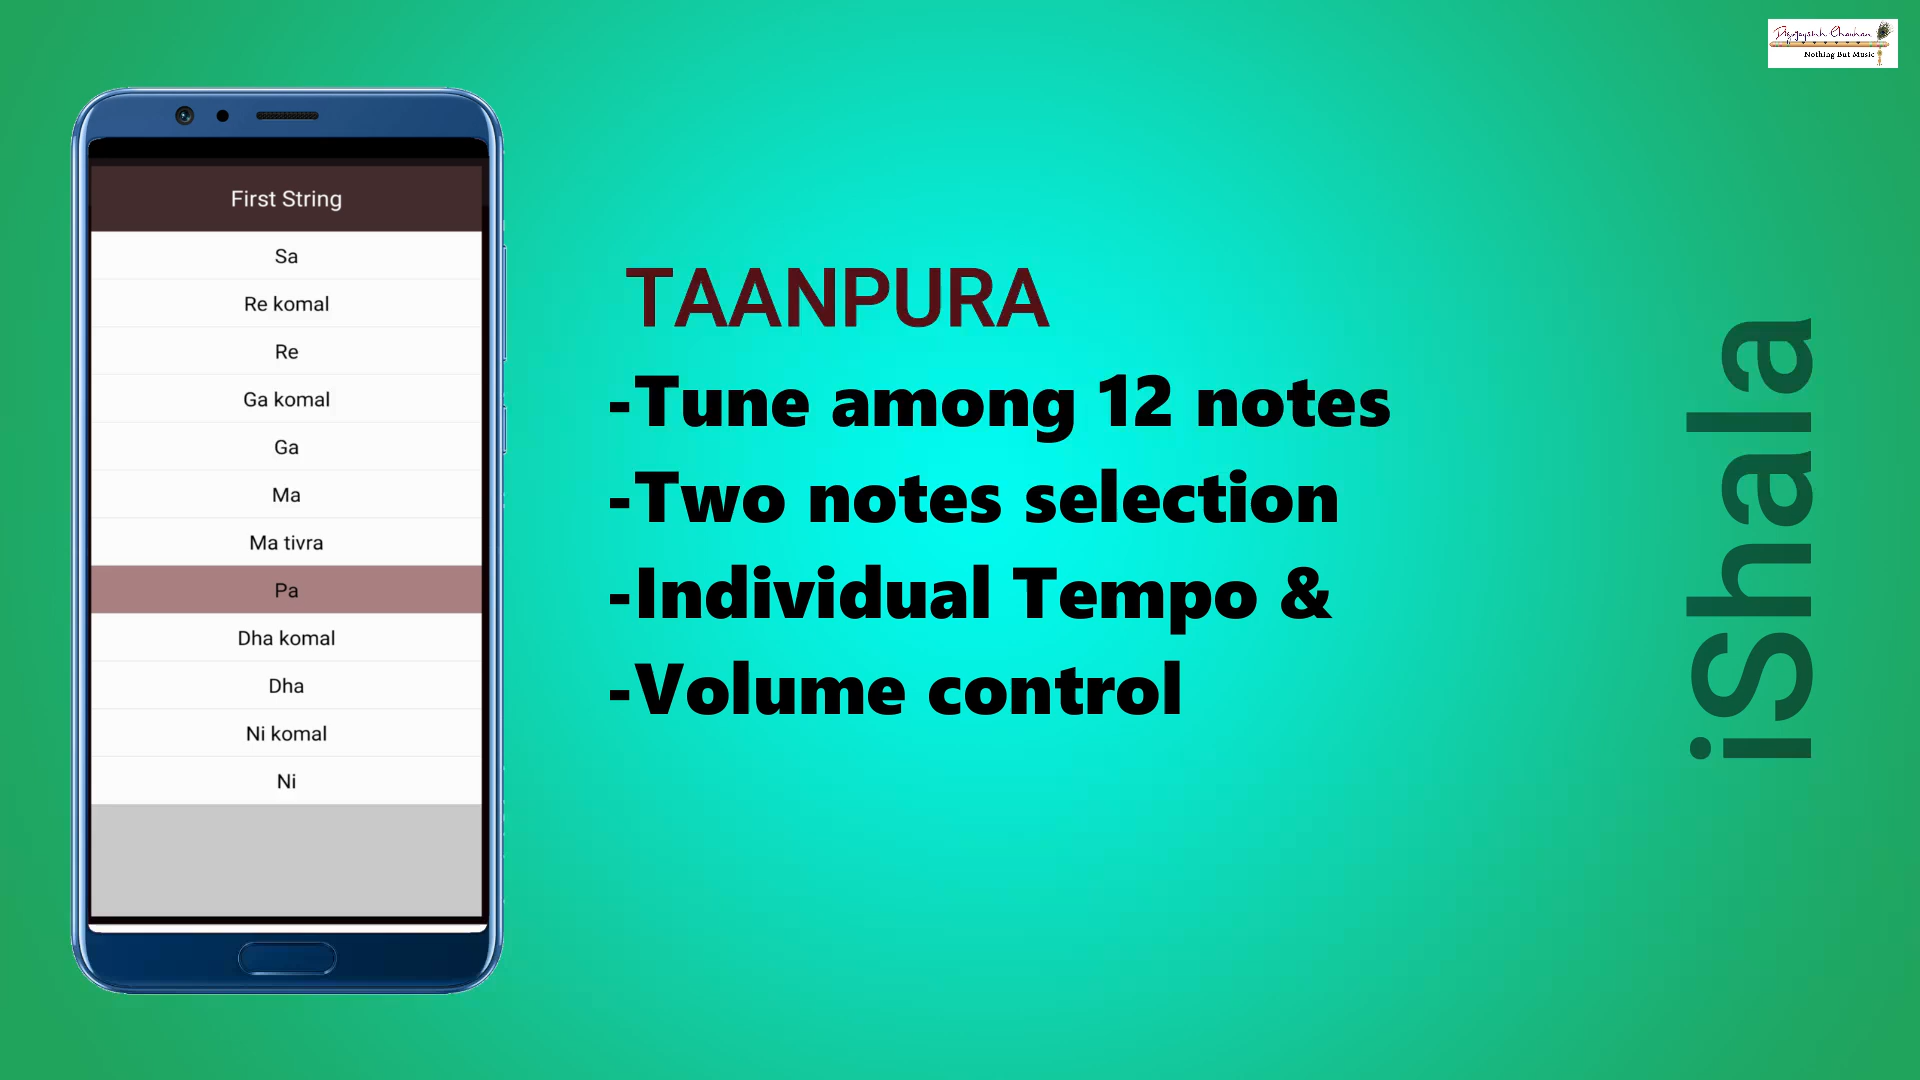 Nothing But Music
First String
Sa
Re komal
Re
Ga komal
Ga
Ma
Ma tivra
Pa
Dha komal
Dha
Ni komal
Ni
TAANPURA
-Tune among 12 notes
-Two notes selection
-Individual Tempo &
-Volume control
iShala